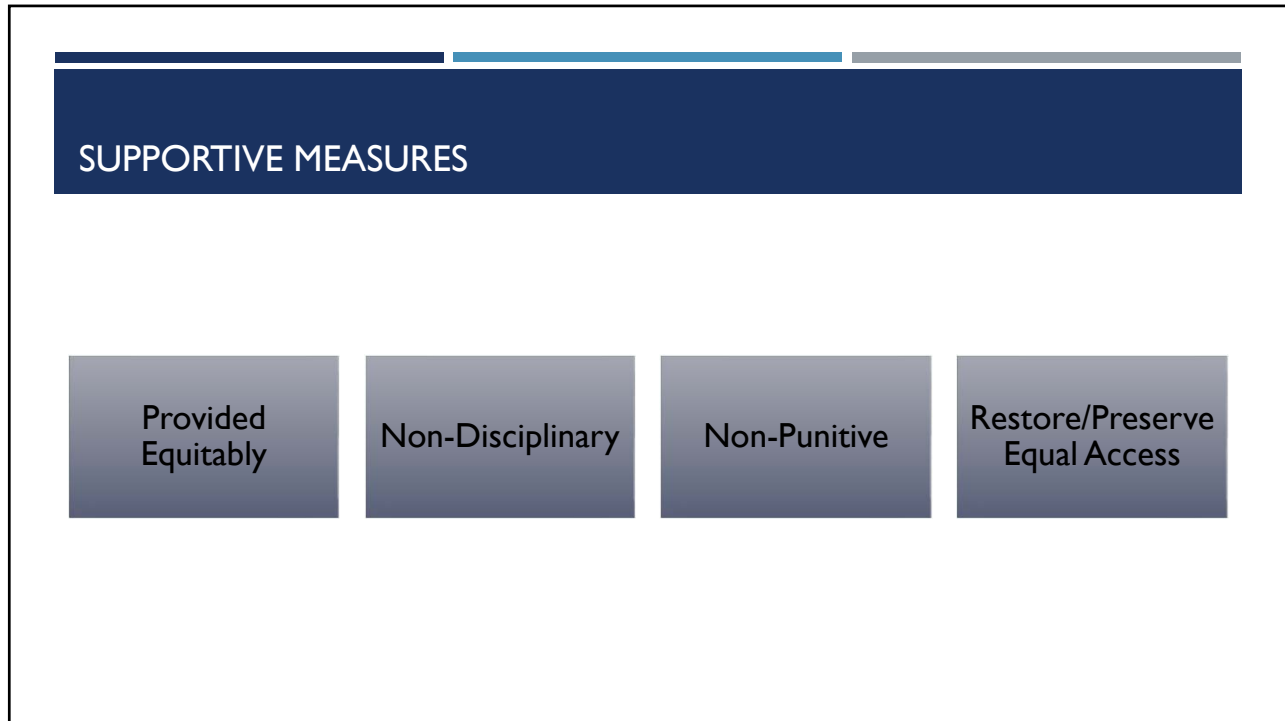 SUPPORTIVE MEASURES
Provided
Equitably
Non-Disciplinary
Non-Punitive
Restore/Preserve
Equal Access